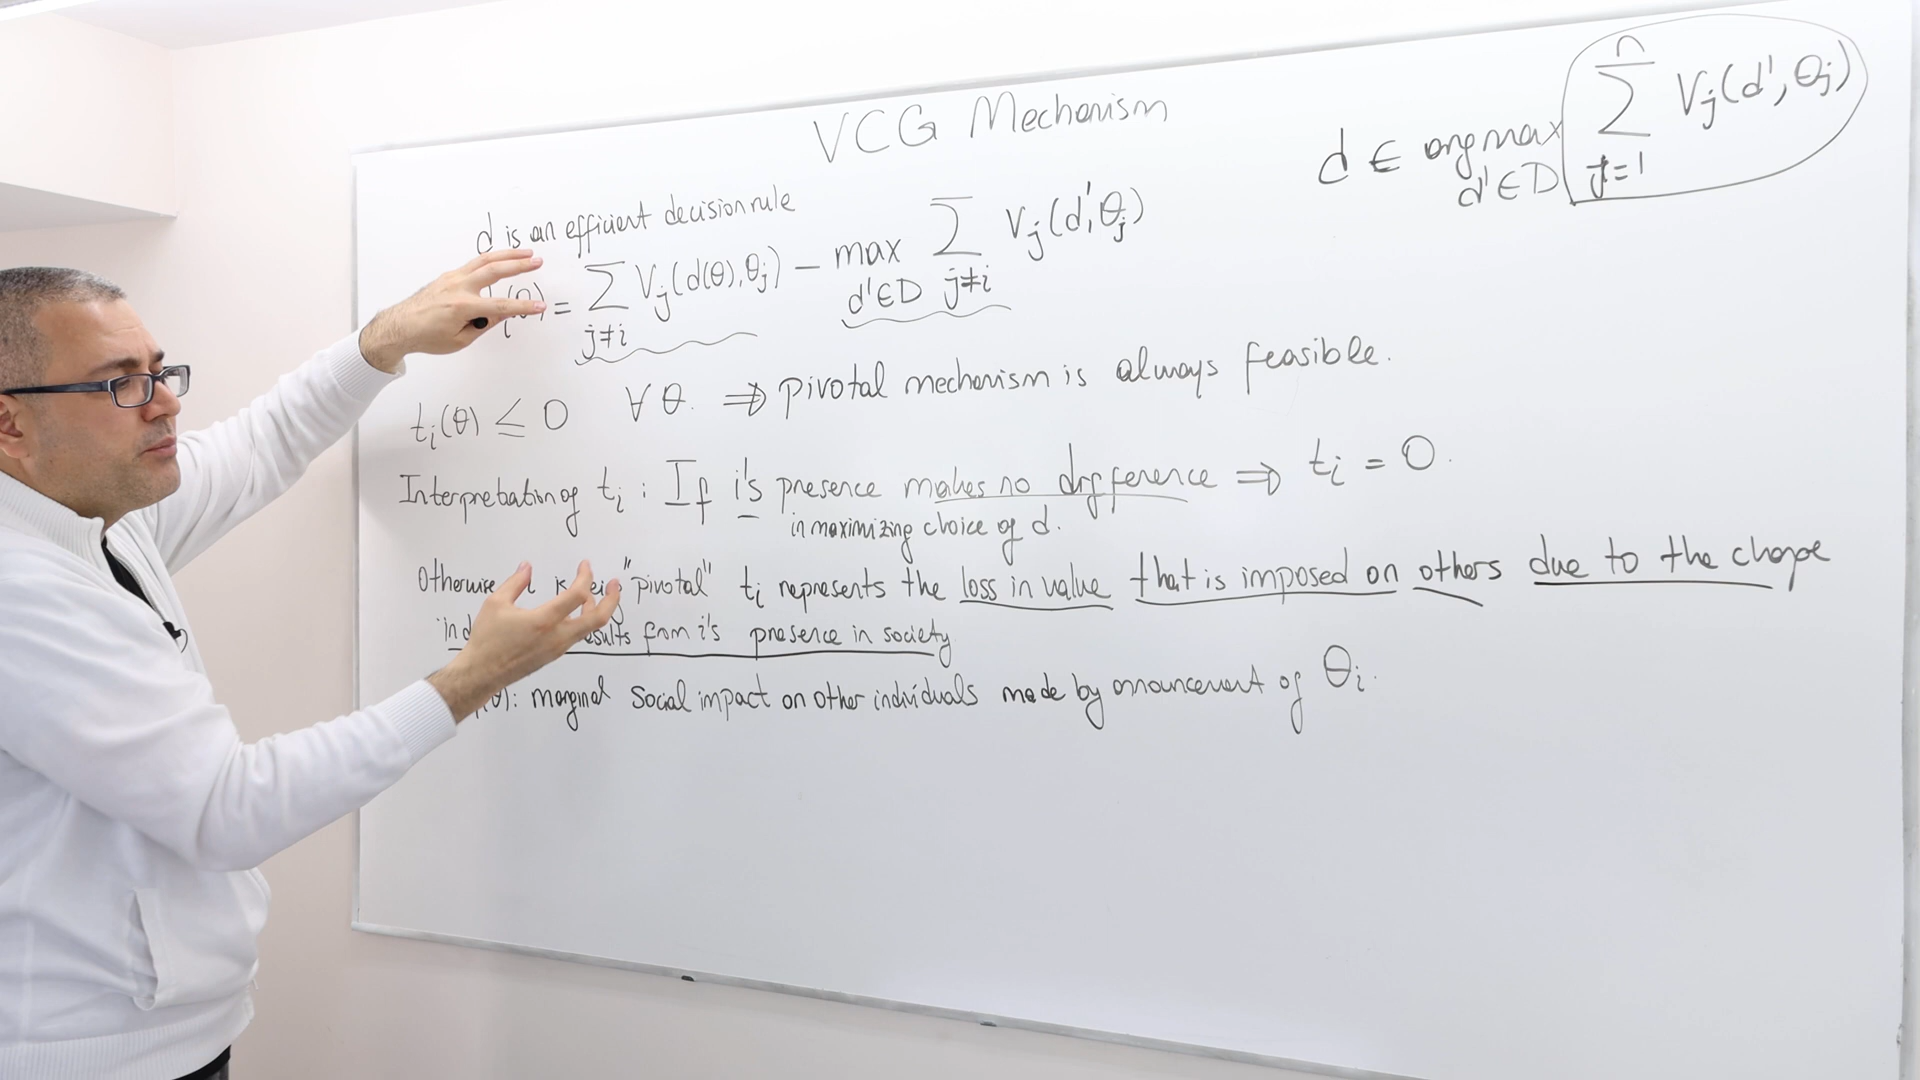 VCG Mechanism
d ∈ argmax d'∈D ∑ j=1 n Vj(d', θj)
d is an efficient decision rule
i(θ) = ∑ j≠i Vj(d(θ), θj) − max d'∈D ∑ j≠i Vj(d', θj)
ti(θ) ≤ 0 ∀ θ. ⇒ pivotal mechanism is always feasible.
Interpretation of ti : If i's presence makes no difference ⇒ ti = 0.
in maximizing choice of d.
Otherwise is "pivotal" ti represents the loss in value that is imposed on others due to the change
in from i's presence in society
: marginal social impact on other individuals made by announcement of θi.